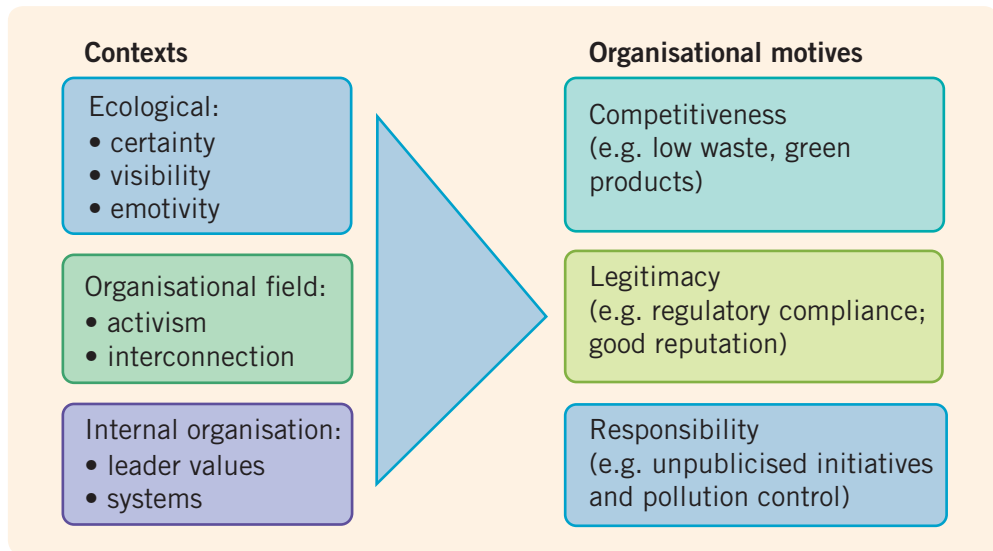 Contexts
Ecological:
• certainty
• visibility
• emotivity
Organisational field:
• activism
• interconnection
Internal organisation:
• leader values
• systems
Organisational motives
Competitiveness
(e.g. low waste, green
products)
Legitimacy
(e.g. regulatory compliance;
good reputation)
Responsibility
(e.g. unpublicised initiatives
and pollution control)